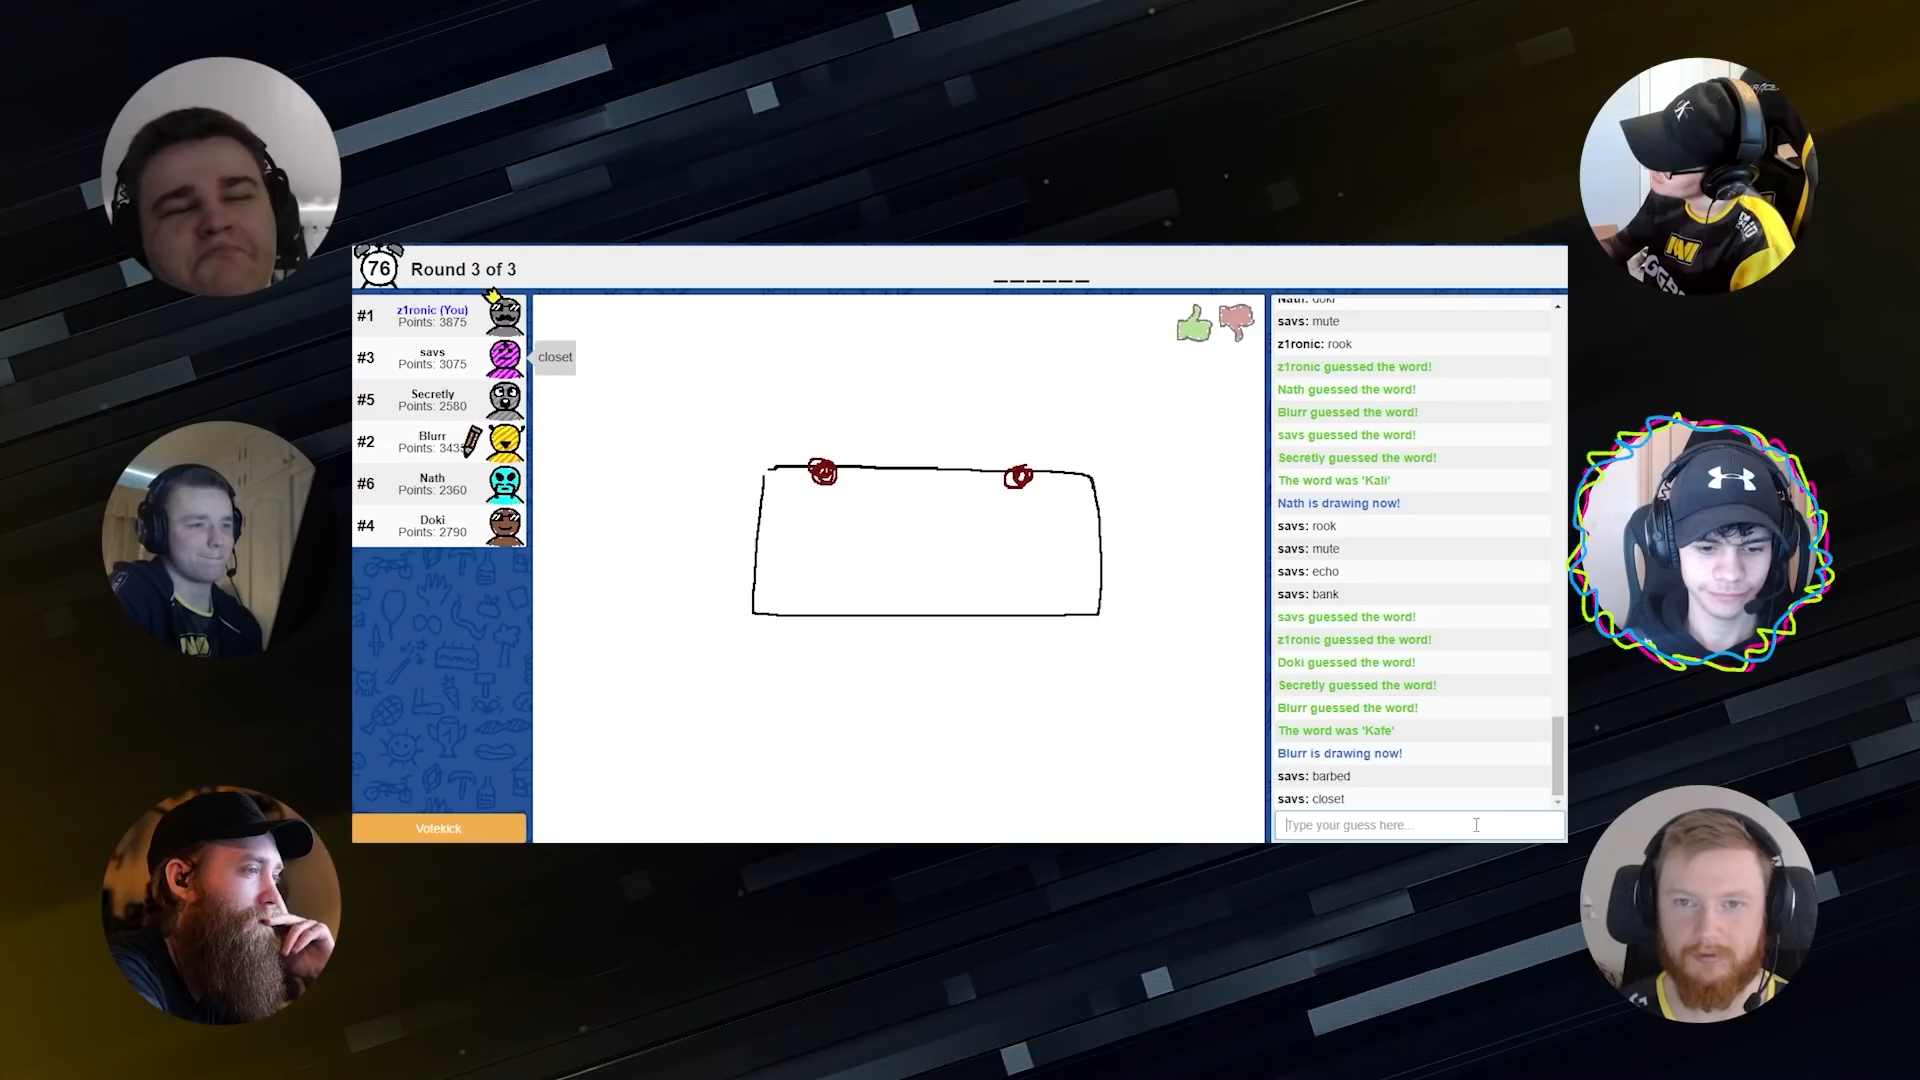 76
Round 3 of 3
______
#1
z1ronic (You)
Points: 3875
#3
savs
Points: 3075
closet
#5
Secretly
Points: 2580
#2
Blurr
Points: 3435
#6
Nath
Points: 2360
#4
Doki
Points: 2790
Votekick
Nath: doki
savs: mute
z1ronic: rook
z1ronic guessed the word!
Nath guessed the word!
Blurr guessed the word!
savs guessed the word!
Secretly guessed the word!
The word was 'Kali'
Nath is drawing now!
savs: rook
savs: mute
savs: echo
savs: bank
savs guessed the word!
z1ronic guessed the word!
Doki guessed the word!
Secretly guessed the word!
Blurr guessed the word!
The word was 'Kafe'
Blurr is drawing now!
savs: barbed
savs: closet
Type your guess here...